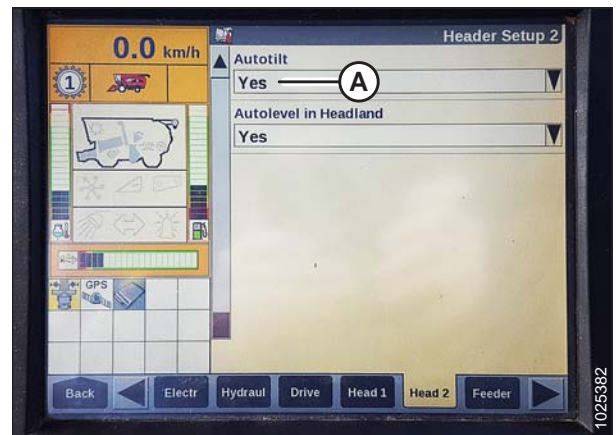 0.0 km/h
Header Setup 2
1
Autotilt
Yes
A
Autolevel in Headland
Yes
GPS
Back
Electr
Hydraul
Drive
Head 1
Head 2
Feeder
1025382